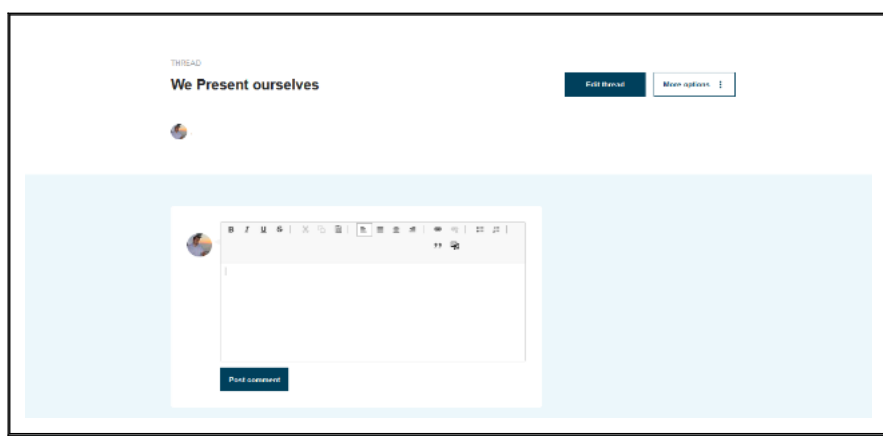 THREAD
We Present ourselves
Edit thread
More options
B I U S
Post comment